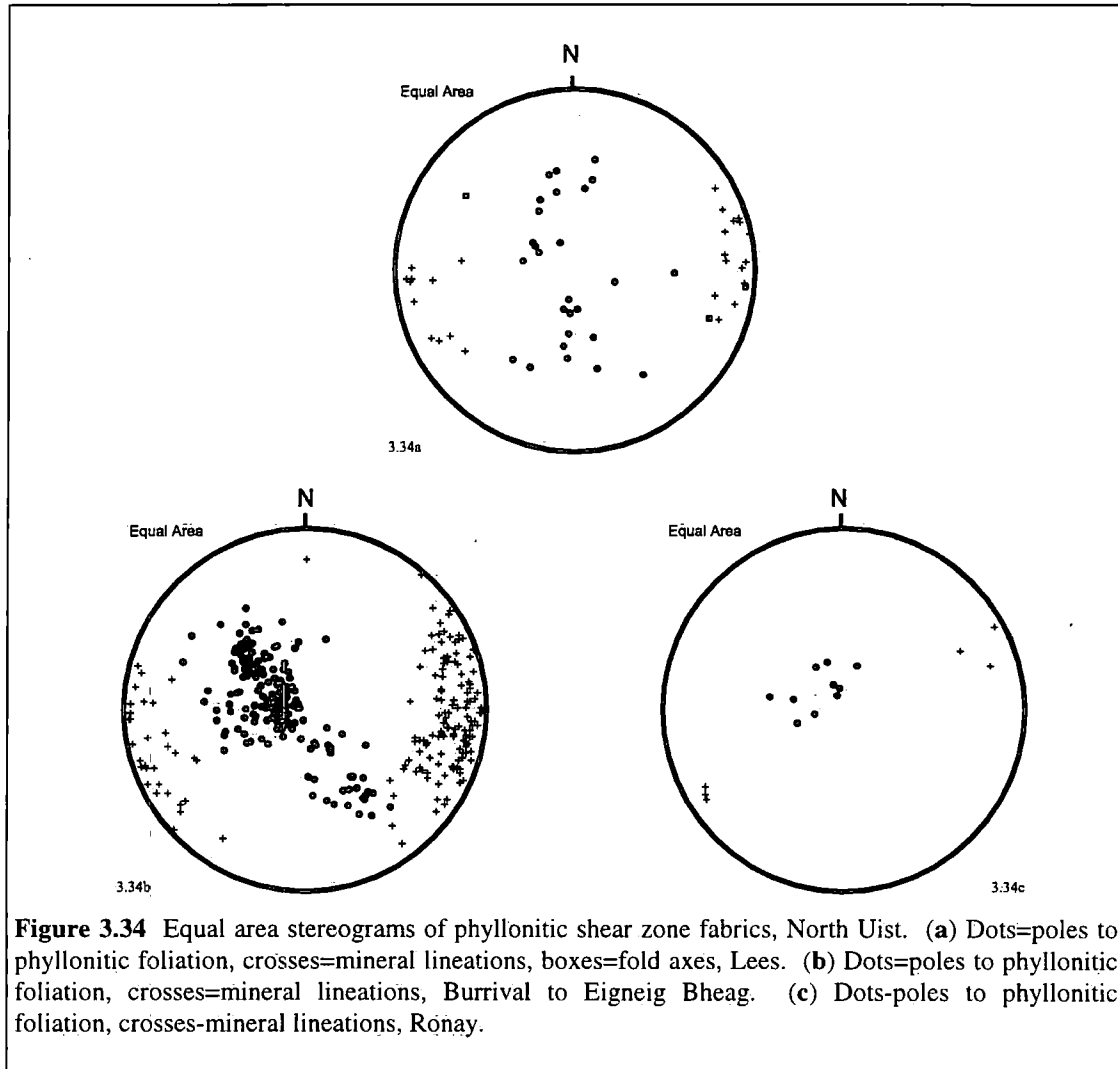 N
Equal Area
3.34a
N
Equal Area
3.34b
N
Equal Area
3.34c
Figure 3.34 Equal area stereograms of phyllonitic shear zone fabrics, North Uist. (a) Dots=poles to
phyllonitic foliation, crosses=mineral lineations, boxes=fold axes, Lees. (b) Dots=poles to phyllonitic
foliation, crosses=mineral lineations, Burrival to Eigneig Bheag. (c) Dots-poles to phyllonitic
foliation, crosses-mineral lineations, Ronay.